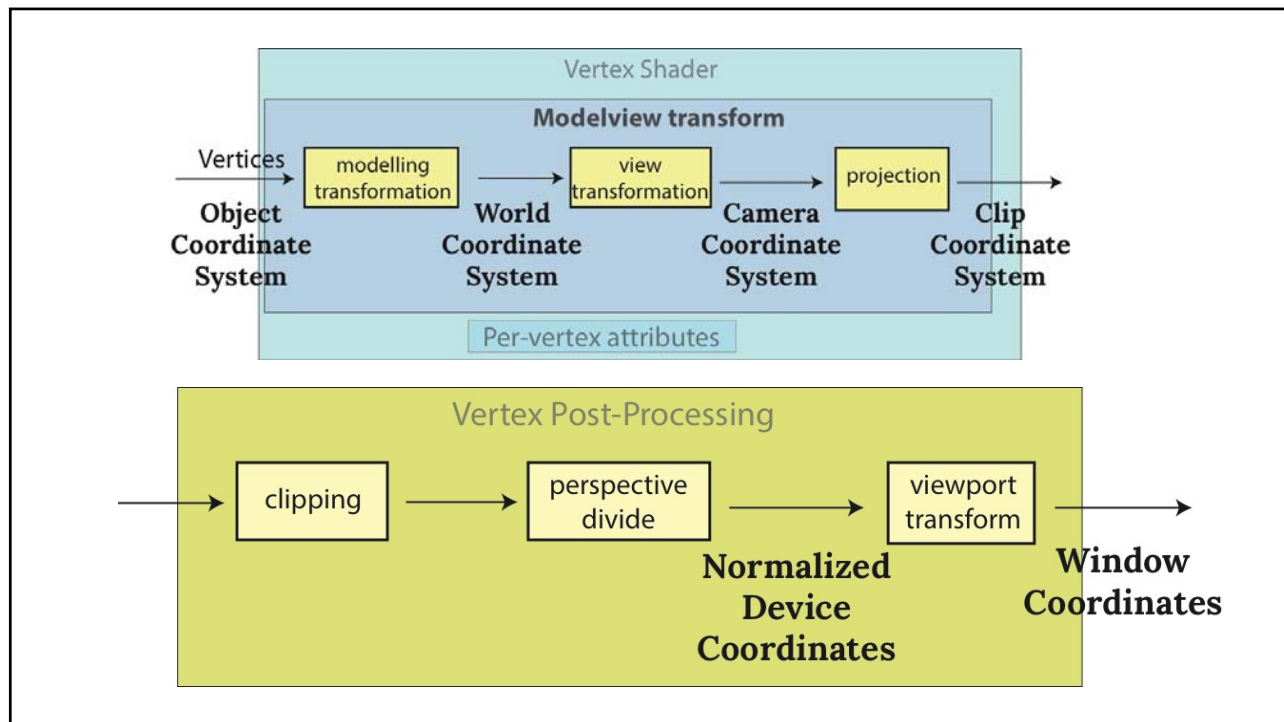 Vertex Shader
Modelview transform
Vertices
modelling
transformation
view
transformation
projection
Object
Coordinate
System
World
Coordinate
System
Camera
Coordinate
System
Clip
Coordinate
System
Per-vertex attributes
Vertex Post-Processing
clipping
perspective
divide
viewport
transform
Normalized
Device
Coordinates
Window
Coordinates